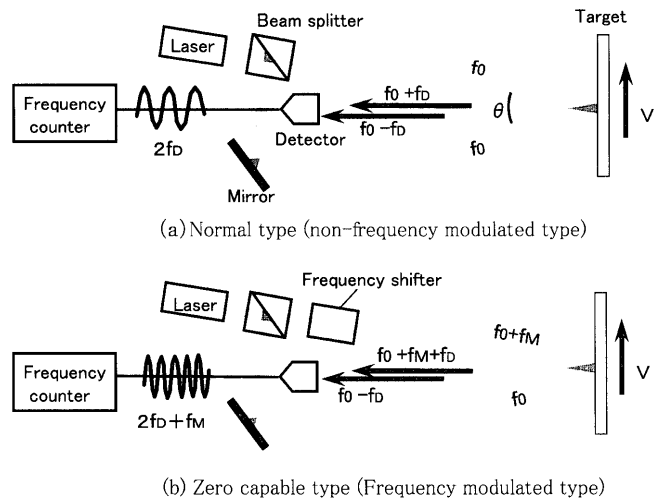 Beam splitter
Target
Laser
f0
Frequency
counter
f0+fD
f0-fD
θ
Detector
2fD
f0
V
Mirror
(a) Normal type (non-frequency modulated type)
Frequency shifter
Laser
f0+fM
f0+fM+fD
Frequency
counter
f0-fD
V
f0
2fD+fM
(b) Zero capable type (Frequency modulated type)